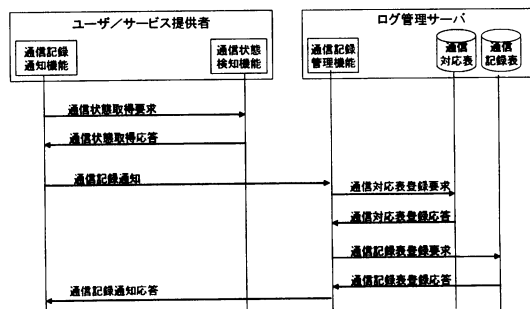 ユーザ／サービス提供者
ログ管理サーバ
通信記録
通知機能
通信状態
検知機能
通信記録
管理機能
通信
対応表
通信
記録表
通信状態取得要求
通信状態取得応答
通信記録通知
通信対応表登録要求
通信対応表登録応答
通信記録表登録要求
通信記録表登録応答
通信記録通知応答